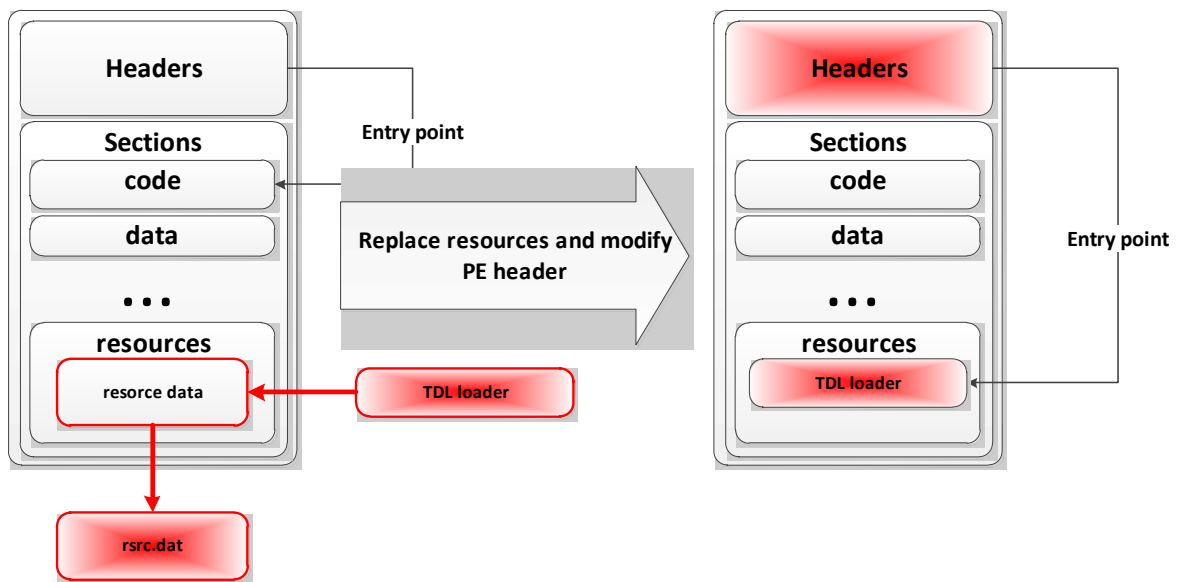 Headers
Entry point
Sections
code
data
...
resources
resorce data
TDL loader
rsrc.dat
Replace resources and modify
PE header
Headers
Sections
code
data
...
resources
TDL loader
Entry point